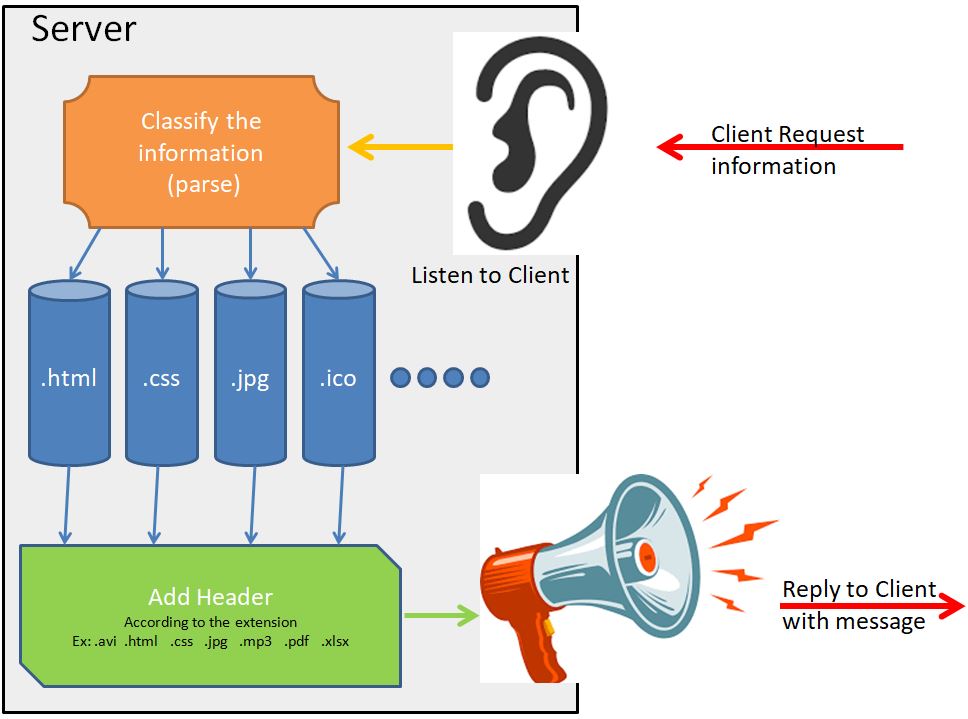 Server
Classify the
information
(parse)
Client Request
information
Listen to Client
.html
.css
.jpg
.ico
Add Header
According to the extension
Ex: .avi .html .css .jpg .mp3 .pdf .xlsx
Reply to Client
with message